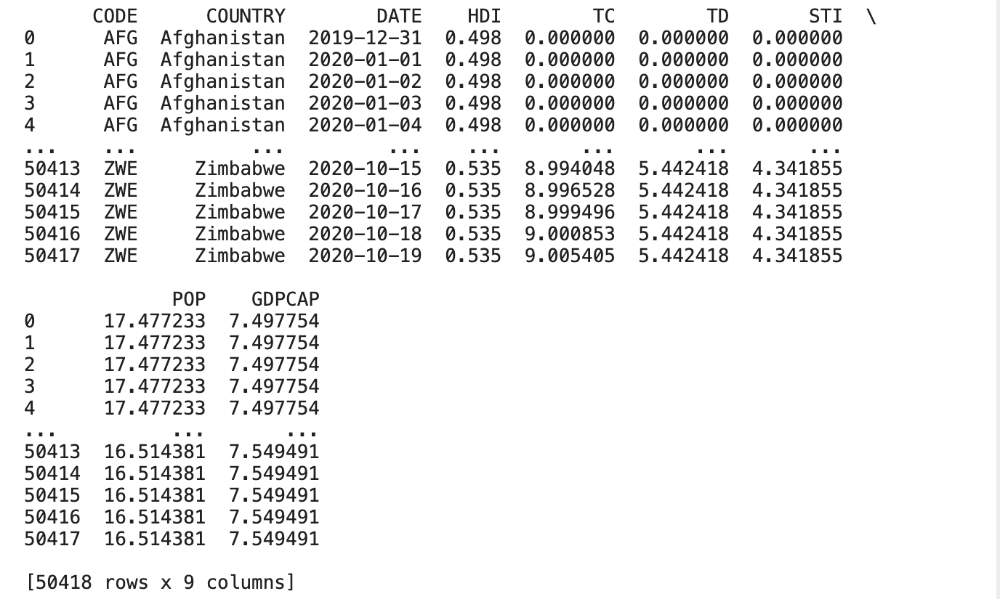 CODE COUNTRY DATE HDI TC TD STI \
0 AFG Afghanistan 2019-12-31 0.498 0.000000 0.000000 0.000000
1 AFG Afghanistan 2020-01-01 0.498 0.000000 0.000000 0.000000
2 AFG Afghanistan 2020-01-02 0.498 0.000000 0.000000 0.000000
3 AFG Afghanistan 2020-01-03 0.498 0.000000 0.000000 0.000000
4 AFG Afghanistan 2020-01-04 0.498 0.000000 0.000000 0.000000
... ... ... ... ... ... ... ...
50413 ZWE Zimbabwe 2020-10-15 0.535 8.994048 5.442418 4.341855
50414 ZWE Zimbabwe 2020-10-16 0.535 8.996528 5.442418 4.341855
50415 ZWE Zimbabwe 2020-10-17 0.535 8.999496 5.442418 4.341855
50416 ZWE Zimbabwe 2020-10-18 0.535 9.000853 5.442418 4.341855
50417 ZWE Zimbabwe 2020-10-19 0.535 9.005405 5.442418 4.341855
POP GDPCAP
0 17.477233 7.497754
1 17.477233 7.497754
2 17.477233 7.497754
3 17.477233 7.497754
4 17.477233 7.497754
... ... ...
50413 16.514381 7.549491
50414 16.514381 7.549491
50415 16.514381 7.549491
50416 16.514381 7.549491
50417 16.514381 7.549491
[50418 rows x 9 columns]